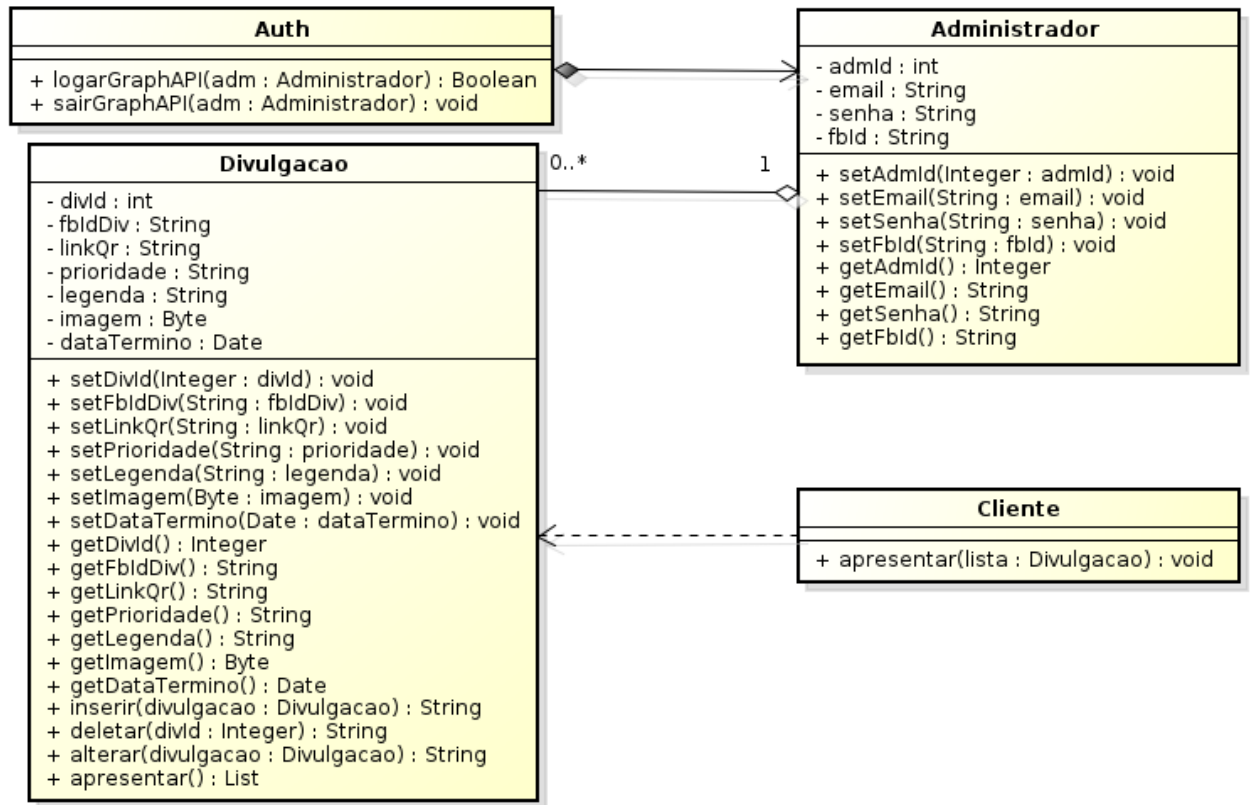 Auth
+ logarGraphAPI(adm : Administrador) : Boolean
+ sairGraphAPI(adm : Administrador) : void
Administrador
- admId : int
- email : String
- senha : String
- fbId : String
+ setAdmId(Integer : admId) : void
+ setEmail(String : email) : void
+ setSenha(String : senha) : void
+ setFbId(String : fbId) : void
+ getAdmId() : Integer
+ getEmail() : String
+ getSenha() : String
+ getFbId() : String
0..*
1
Divulgacao
- divId : int
- fbIdDiv : String
- linkQr : String
- prioridade : String
- legenda : String
- imagem : Byte
- dataTermino : Date
+ setDivId(Integer : divId) : void
+ setFbIdDiv(String : fbIdDiv) : void
+ setLinkQr(String : linkQr) : void
+ setPrioridade(String : prioridade) : void
+ setLegenda(String : legenda) : void
+ setImagem(Byte : imagem) : void
+ setDataTermino(Date : dataTermino) : void
+ getDivId() : Integer
+ getFbIdDiv() : String
+ getLinkQr() : String
+ getPrioridade() : String
+ getLegenda() : String
+ getImagem() : Byte
+ getDataTermino() : Date
+ inserir(divulgacao : Divulgacao) : String
+ deletar(divId : Integer) : String
+ alterar(divulgacao : Divulgacao) : String
+ apresentar() : List
Cliente
+ apresentar(lista : Divulgacao) : void